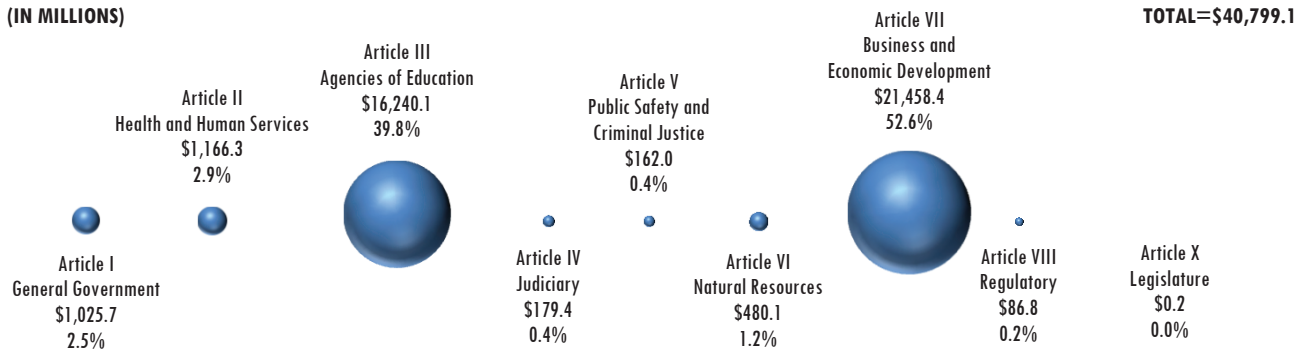 (IN MILLIONS)
TOTAL=$40,799.1
Article I
General Government
$1,025.7
2.5%
Article II
Health and Human Services
$1,166.3
2.9%
Article III
Agencies of Education
$16,240.1
39.8%
Article IV
Judiciary
$179.4
0.4%
Article V
Public Safety and
Criminal Justice
$162.0
0.4%
Article VI
Natural Resources
$480.1
1.2%
Article VII
Business and
Economic Development
$21,458.4
52.6%
Article VIII
Regulatory
$86.8
0.2%
Article X
Legislature
$0.2
0.0%